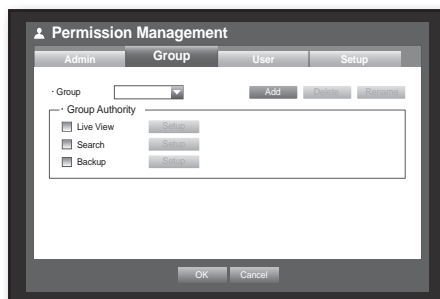 Permission Management
Admin Group User Setup
· Group Add Delete Rename
· Group Authority
Live View Setup
Search Setup
Backup Setup
OK Cancel